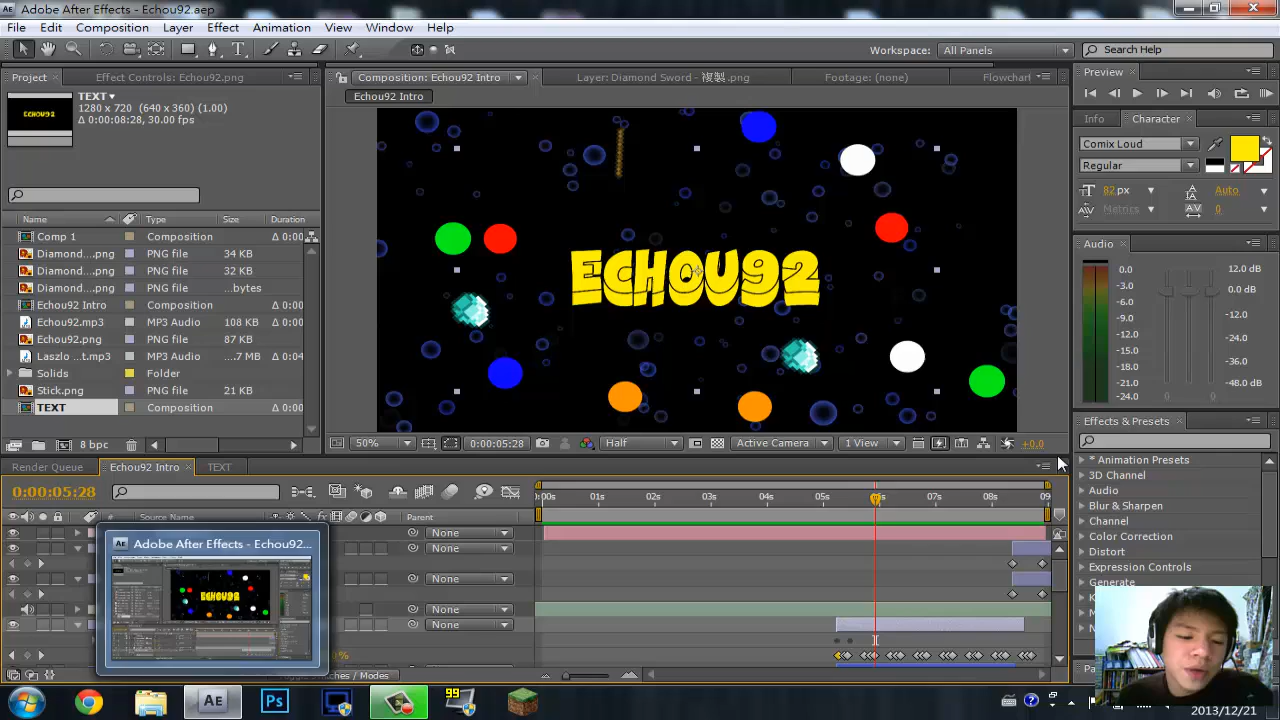 Adobe After Effects - Echou92.aep
File Edit Composition Layer Effect Animation View Window Help
Workspace: All Panels Search Help
Project Effect Controls: Echou92.png Composition: Echou92 Intro Layer: Diamond Sword - 複製.png Footage: (none) Flowchart Preview
Echou92 Intro
TEXT
1280 x 720 (640 x 360) (1.00)
Δ 0:00:08:28, 30.00 fps
ECHOU92
Info Character
Comix Loud
Regular
82 px Auto
Metrics 0
Name Type Size Duration
Comp 1 Composition Δ 0:00
Diamond....png PNG file 34 KB
Diamond....png PNG file 32 KB
Diamond....png PNG file ...bytes
Echou92 Intro Composition Δ 0:00
Echou92.mp3 MP3 Audio 108 KB Δ 0:00
Echou92.png PNG file 87 KB
Laszlo ...t.mp3 MP3 Audio ....7 MB Δ 0:04
Solids Folder
Stick.png PNG file 21 KB
TEXT Composition Δ 0:00
ECHOU92
Audio
0.0 12.0 dB
-3.0
-6.0 0.0 dB
-9.0
-12.0 -12.0
-15.0 -24.0
-18.0 -36.0
-21.0
-24.0 -48.0 dB
Effects & Presets
* Animation Presets
3D Channel
Audio
Blur & Sharpen
Channel
Color Correction
Distort
Expression Controls
Generate
8 bpc
50% 0:00:05:28 Half Active Camera 1 View +0.0
Render Queue Echou92 Intro TEXT
0:00:05:28
0:00s 01s 02s 03s 04s 05s 07s 08s 09
Source Name Parent
None
None
None
None
None
Adobe After Effects - Echou92...
ECHOU92
%
Toggle Switches / Modes
AE Ps 99
2013/12/21